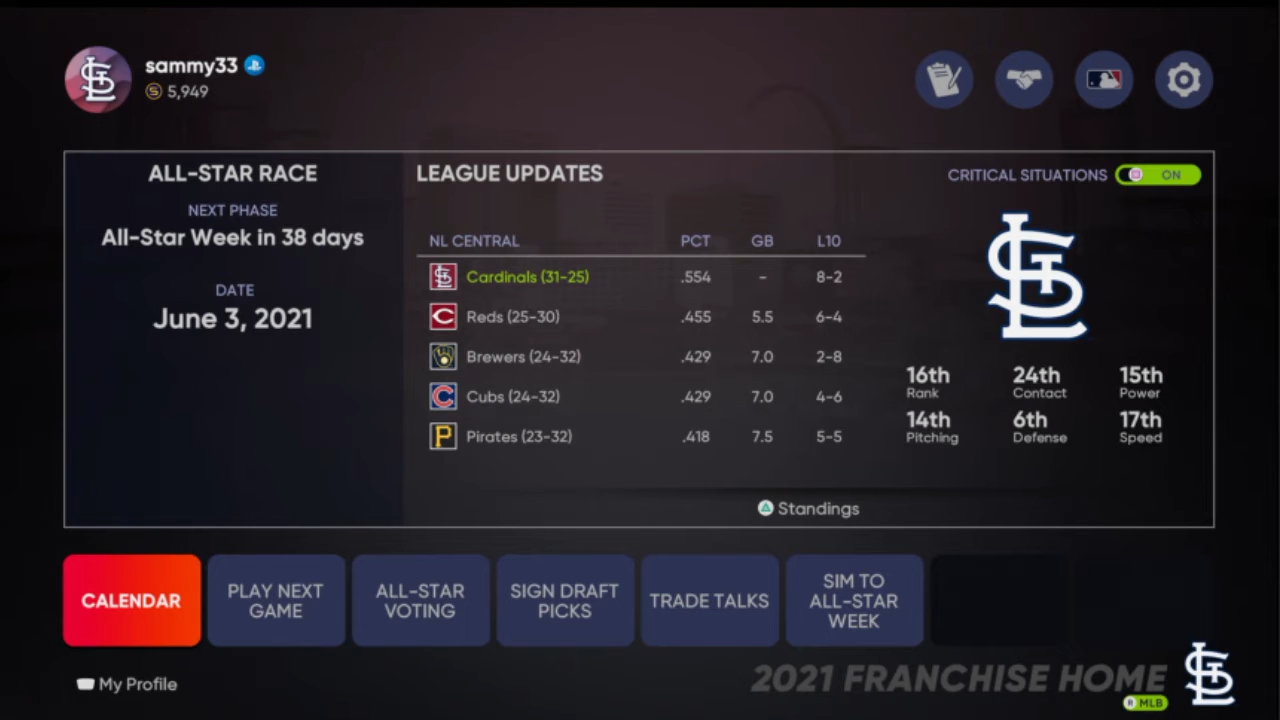 sammy33
S 5,949
ALL-STAR RACE
NEXT PHASE
All-Star Week in 38 days
DATE
June 3, 2021
LEAGUE UPDATES
CRITICAL SITUATIONS ON
NL CENTRAL PCT GB L10
Cardinals (31-25) .554 - 8-2
Reds (25-30) .455 5.5 6-4
Brewers (24-32) .429 7.0 2-8
Cubs (24-32) .429 7.0 4-6
Pirates (23-32) .418 7.5 5-5
16th 24th 15th
Rank Contact Power
14th 6th 17th
Pitching Defense Speed
Standings
CALENDAR
PLAY NEXT
GAME
ALL-STAR
VOTING
SIGN DRAFT
PICKS
TRADE TALKS
SIM TO
ALL-STAR
WEEK
My Profile
2021 FRANCHISE HOME
R MLB